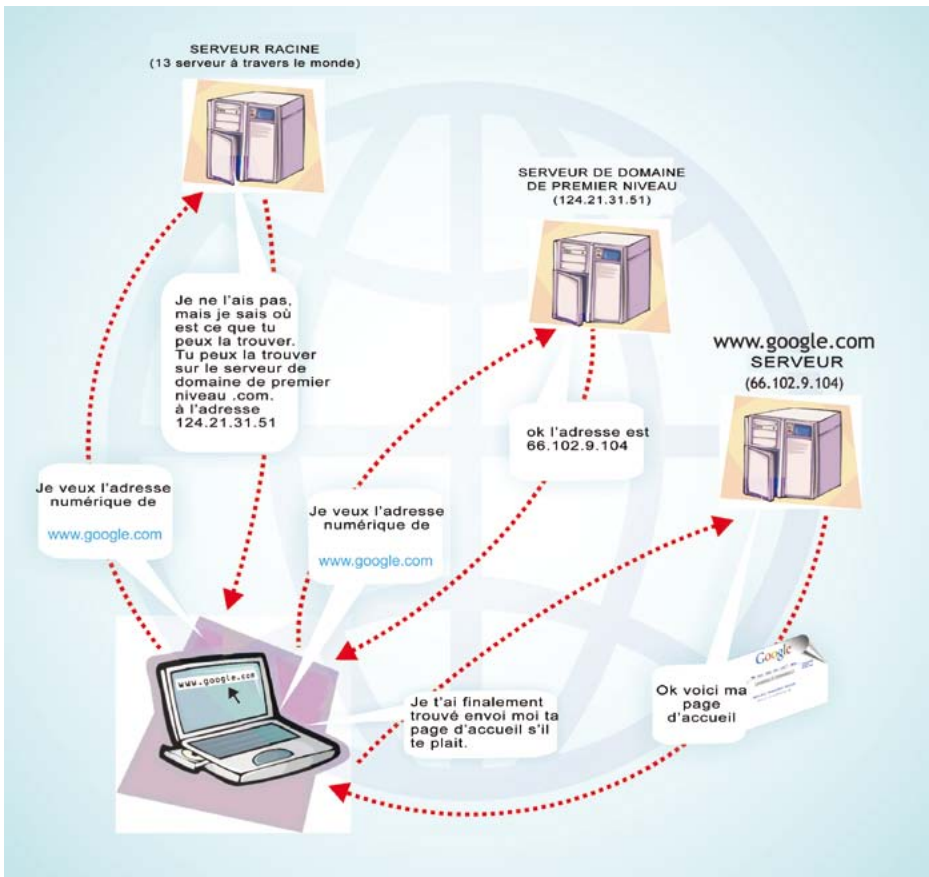 SERVEUR RACINE
(13 serveur à travers le monde)
SERVEUR DE DOMAINE
DE PREMIER NIVEAU
(124.21.31.51)
www.google.com
SERVEUR
(66.102.9.104)
Je ne l'ais pas,
mais je sais où
est ce que tu
peux la trouver.
Tu peux la trouver
sur le serveur de
domaine de premier
niveau .com.
à l'adresse
124.21.31.51
ok l'adresse est
66.102.9.104
Je veux l'adresse
numérique de
www.google.com
Je veux l'adresse
numérique de
www.google.com
www.google.com
Je t'ai finalement
trouvé envoi moi ta
page d'accueil s'il
te plait.
Ok voici ma
page
d'accueil
Google